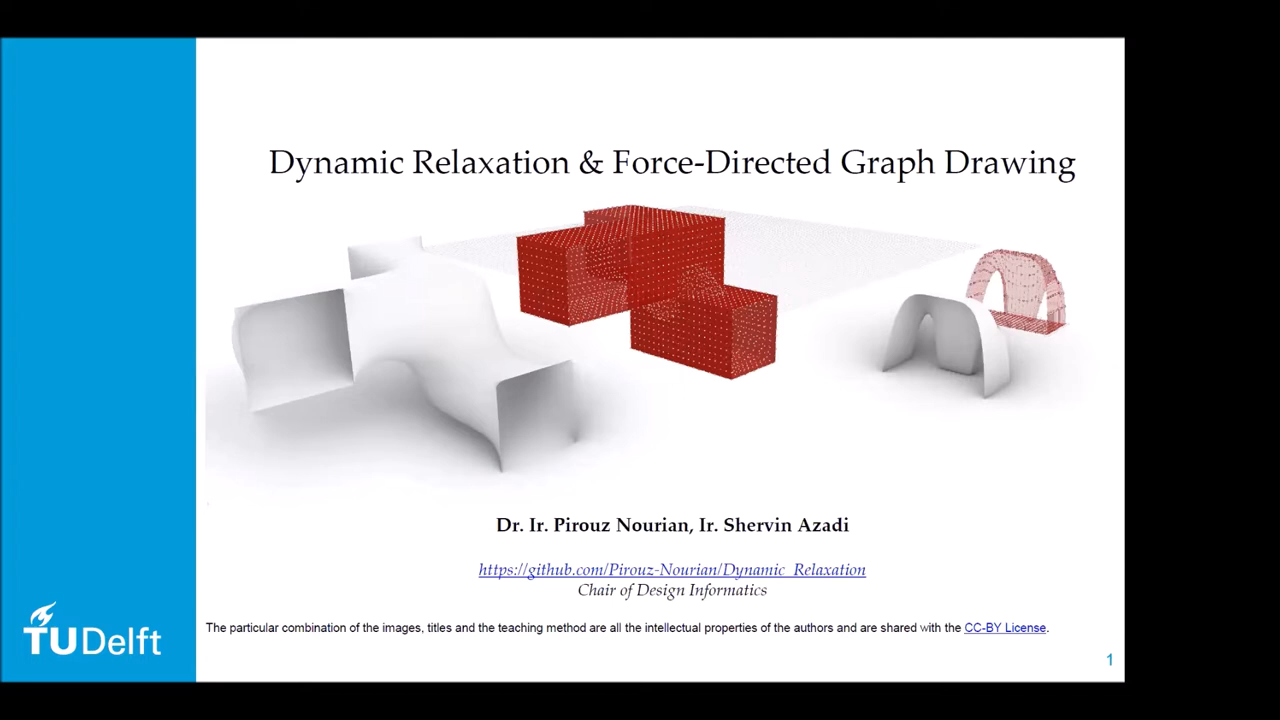 Dynamic Relaxation & Force-Directed Graph Drawing
Dr. Ir. Pirouz Nourian, Ir. Shervin Azadi
https://github.com/Pirouz-Nourian/Dynamic_Relaxation
Chair of Design Informatics
The particular combination of the images, titles and the teaching method are all the intellectual properties of the authors and are shared with the CC-BY License.
TUDelft
1